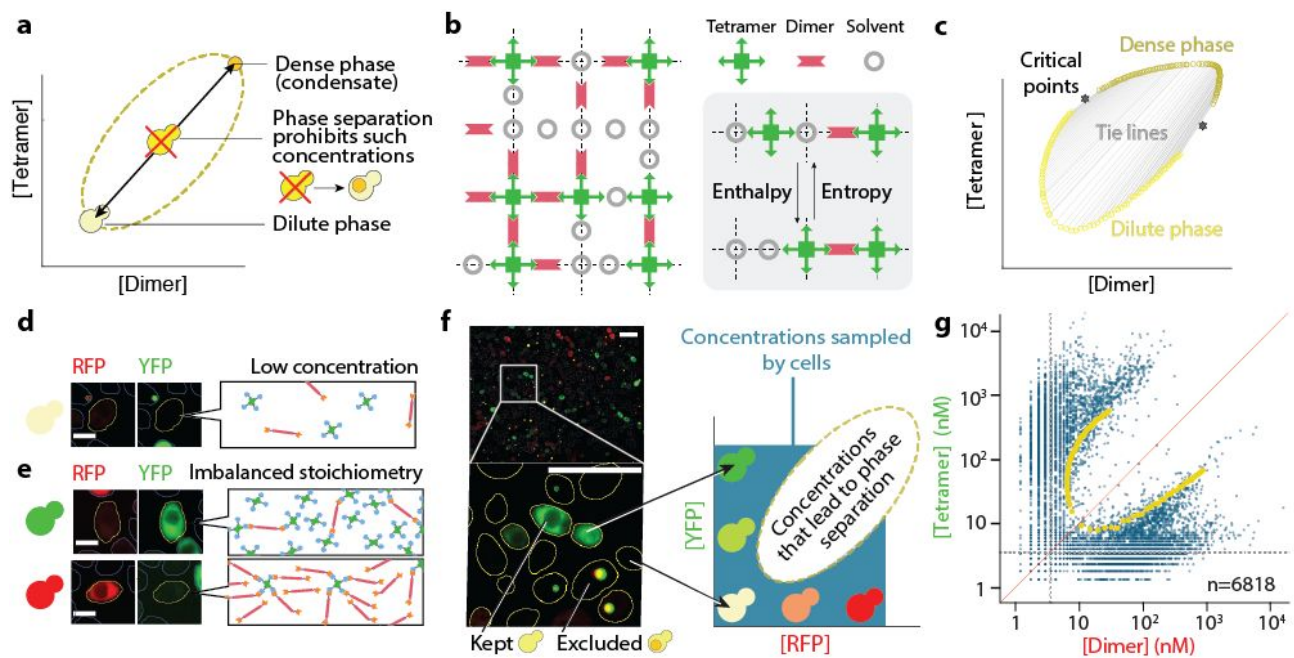 a
[Tetramer]
Dense phase
(condensate)
Phase separation
prohibits such
concentrations
Dilute phase
[Dimer]
b
Tetramer Dimer Solvent
Enthalpy Entropy
c
Critical
points
Dense phase
Tie lines
Dilute phase
[Tetramer]
[Dimer]
d
RFP YFP
Low concentration
e
RFP YFP
Imbalanced stoichiometry
f
Concentrations sampled
by cells
[YFP]
Concentrations
that lead to phase
separation
[RFP]
Kept Excluded
g
[Tetramer] (nM)
10⁴
10³
10²
10
1
n=6818
1 10 10² 10³ 10⁴
[Dimer] (nM)